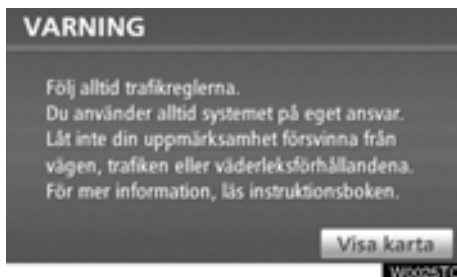 VARNING
Följ alltid trafikreglerna.
Du använder alltid systemet på eget ansvar.
Låt inte din uppmärksamhet försvinna från
vägen, trafiken eller väderleksförhållandena.
För mer information, läs instruktionsboken.
Visa karta
W0025TC